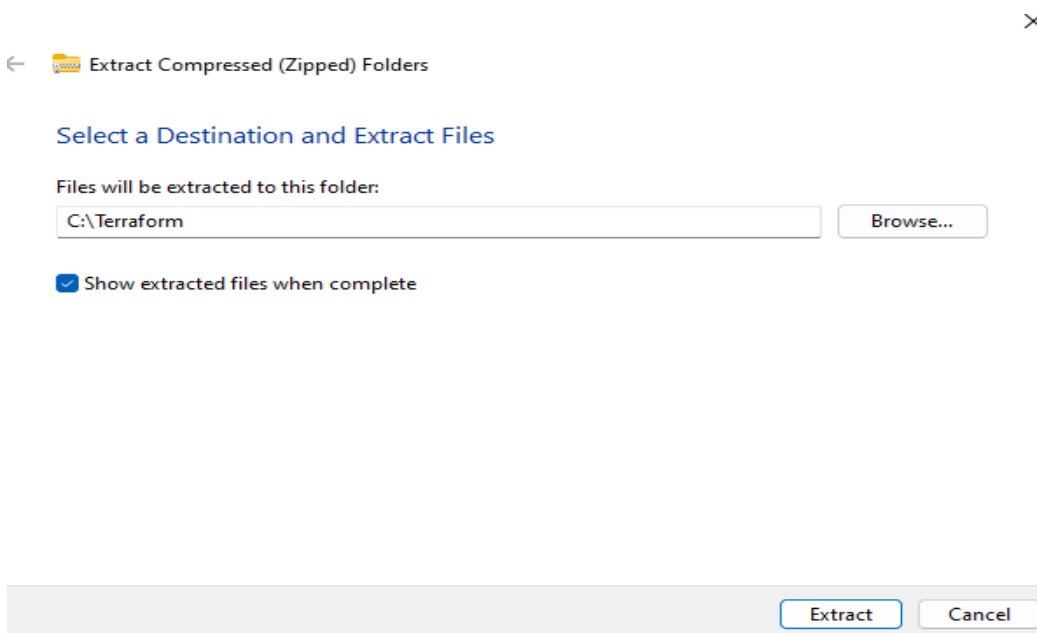 Extract Compressed (Zipped) Folders
Select a Destination and Extract Files
Files will be extracted to this folder:
C:\Terraform
Browse...
Show extracted files when complete
Extract
Cancel